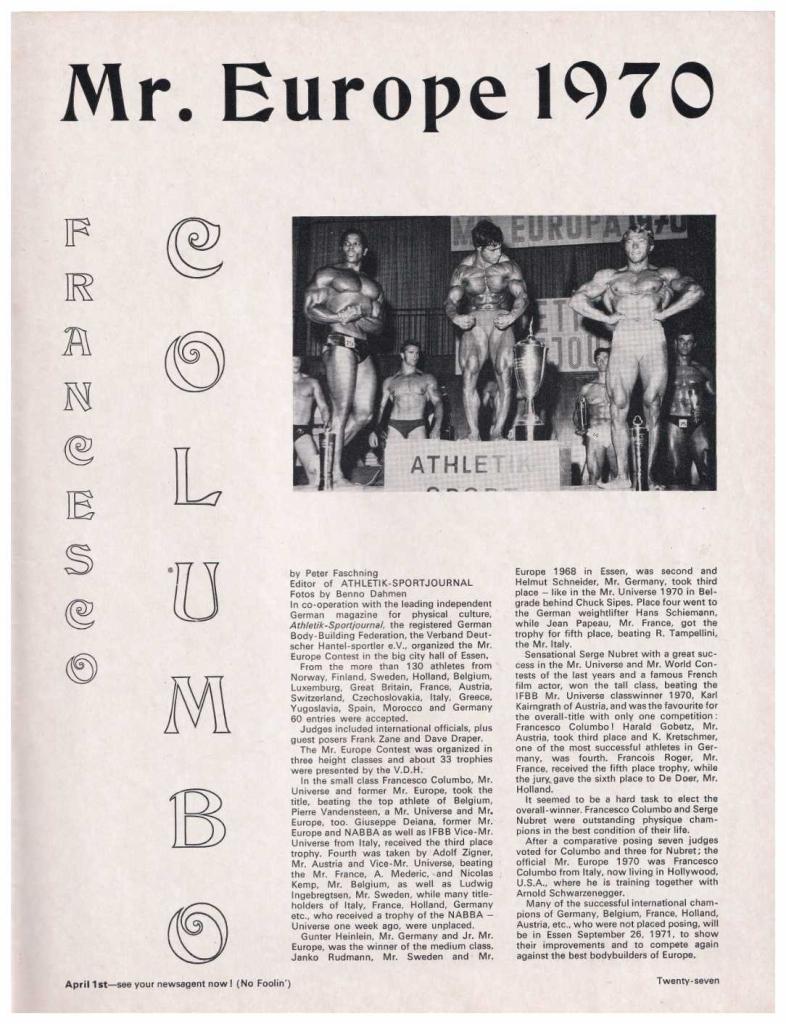 Mr. Europe 1970
FRANCESCO
COLUMBO
MR EUROPA 1970
ATHLETIK
SPORT
by Peter Faschning
Editor of ATHLETIK-SPORTJOURNAL
Fotos by Benno Dahmen
In co-operation with the leading independent
German magazine for physical culture,
Athletik-Sportjournal, the registered German
Body-Building Federation, the Verband Deut-
scher Hantel-sportler e.V., organized the Mr.
Europe Contest in the big city hall of Essen.
From the more than 130 athletes from
Norway, Finland, Sweden, Holland, Belgium,
Luxemburg, Great Britain, France, Austria,
Switzerland, Czechoslovakia, Italy, Greece,
Yugoslavia, Spain, Morocco and Germany
60 entries were accepted.
Judges included international officials, plus
guest posers Frank Zane and Dave Draper.
The Mr. Europe Contest was organized in
three height classes and about 33 trophies
were presented by the V.D.H.
In the small class Francesco Columbo, Mr.
Universe and former Mr. Europe, took the
title, beating the top athlete of Belgium,
Pierre Vandensteen, a Mr. Universe and Mr.
Europe, too. Giuseppe Deiana, former Mr.
Europe and NABBA as well as IFBB Vice-Mr.
Universe from Italy, received the third place
trophy. Fourth was taken by Adolf Zigner,
Mr. Austria and Vice-Mr. Universe, beating
the Mr. France, A. Mederic, and Nicolas
Kemp, Mr. Belgium, as well as Ludwig
Ingebregtsen, Mr. Sweden, while many title-
holders of Italy, France, Holland, Germany
etc., who received a trophy of the NABBA –
Universe one week ago, were unplaced.
Gunter Heinlein, Mr. Germany and Jr. Mr.
Europe, was the winner of the medium class.
Janko Rudmann, Mr. Sweden and Mr.
Europe 1968 in Essen, was second and
Helmut Schneider, Mr. Germany, took third
place – like in the Mr. Universe 1970 in Bel-
grade behind Chuck Sipes. Place four went to
the German weightlifter Hans Schiemann,
while Jean Papeau, Mr. France, got the
trophy for fifth place, beating R. Tampellini,
the Mr. Italy.
Sensational Serge Nubret with a great suc-
cess in the Mr. Universe and Mr. World Con-
tests of the last years and a famous French
film actor, won the tall class, beating the
IFBB Mr. Universe classwinner 1970, Karl
Kaimgrath of Austria, and was the favourite for
the overall-title with only one competition:
Francesco Columbo! Harald Gobetz, Mr.
Austria, took third place and K. Kretschmer,
one of the most successful athletes in Ger-
many, was fourth. Francois Roger, Mr.
France, received the fifth place trophy, while
the jury, gave the sixth place to De Doer, Mr.
Holland.
It seemed to be a hard task to elect the
overall-winner. Francesco Columbo and Serge
Nubret were outstanding physique cham-
pions in the best condition of their life.
After a comparative posing seven judges
voted for Columbo and three for Nubret; the
official Mr. Europe 1970 was Francesco
Columbo from Italy, now living in Hollywood,
U.S.A., where he is training together with
Arnold Schwarzenegger.
Many of the successful international cham-
pions of Germany, Belgium, France, Holland,
Austria, etc., who were not placed posing, will
be in Essen September 26, 1971, to show
their improvements and to compete again
against the best bodybuilders of Europe.
April 1st—see your newsagent now! (No Foolin')
Twenty-seven